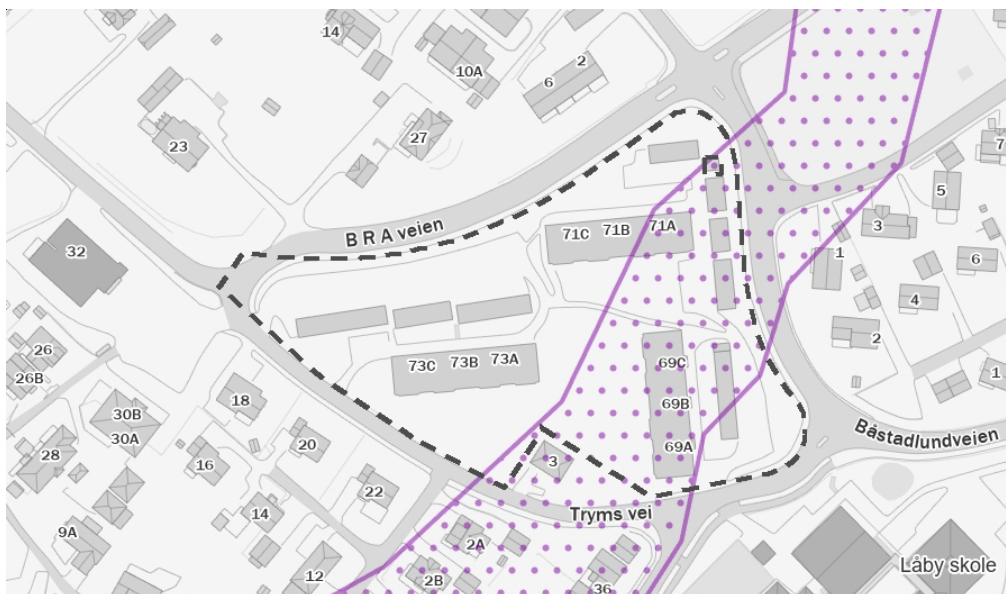 14
2
10A
6
27
23
7
5
B R A veien
71C 71B 71A
3
1
32
6
4
2
26
26B
73C 73B 73A
69C
1
18
69B
30B
30A
20
69A
Båstadlundveien
28
16
3
22
14
Tryms vei
9A
2A
Låby skole
12
2B
36